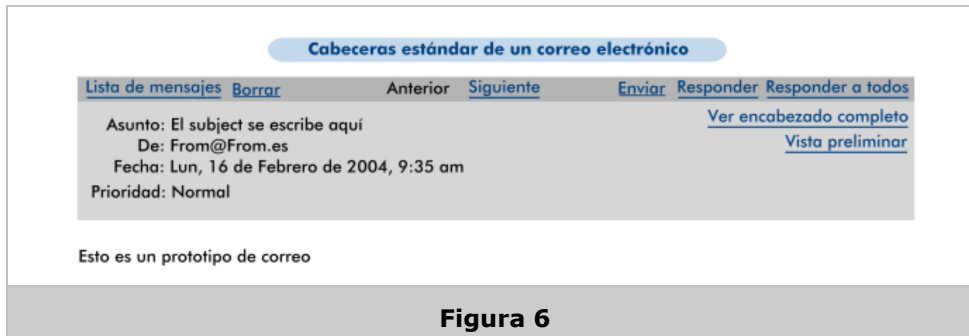 Cabeceras estándar de un correo electrónico
Lista de mensajes Borrar Anterior Siguiente Enviar Responder Responder a todos
Ver encabezado completo
Vista preliminar
Asunto: El subject se escribe aquí
De: From@From.es
Fecha: Lun, 16 de Febrero de 2004, 9:35 am
Prioridad: Normal
Esto es un prototipo de correo
Figura 6